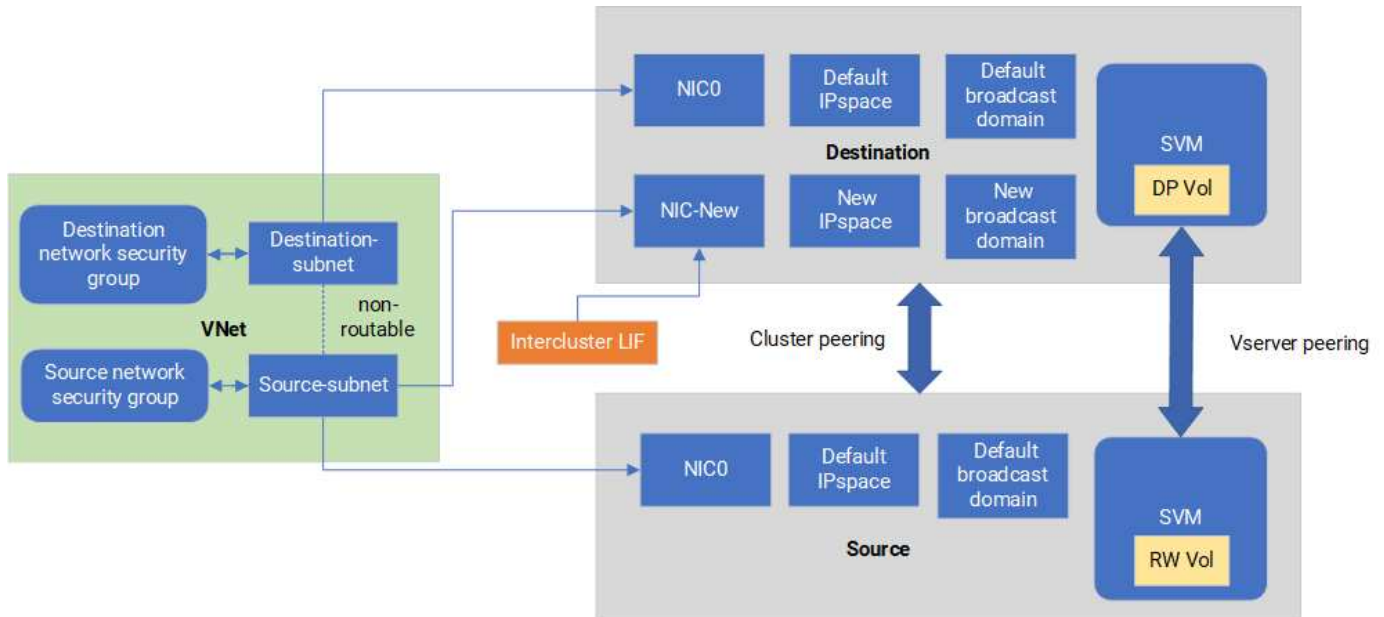 NIC0
Default
IPspace
Default
broadcast
domain
SVM
DP Vol
Destination
NIC-New
New
IPspace
New
broadcast
domain
Destination
network security
group
Destination-
subnet
VNet
non-
routable
Source network
security group
Source-subnet
Intercluster LIF
Cluster peering
Vserver peering
NIC0
Default
IPspace
Default
broadcast
domain
SVM
RW Vol
Source